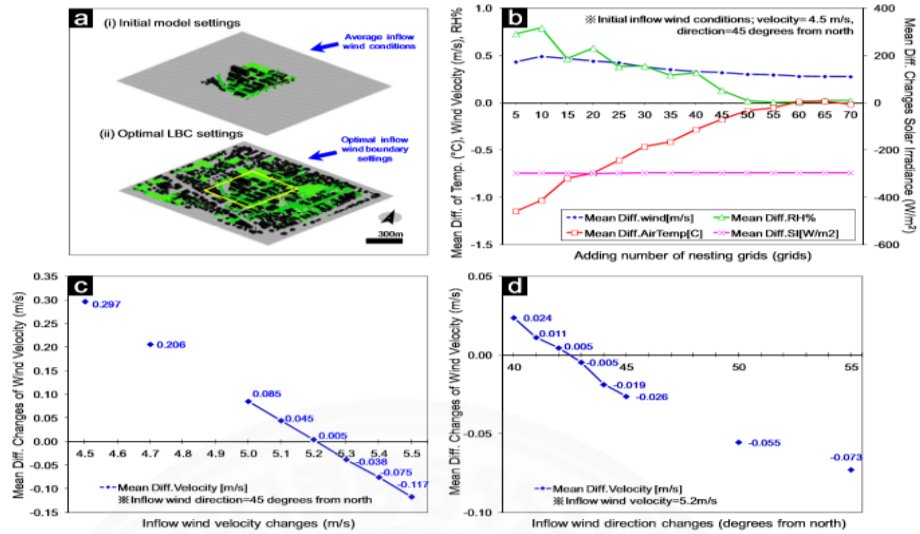 a
(i) Initial model settings
Average inflow
wind conditions
(ii) Optimal LBC settings
Optimal inflow
wind boundary
settings
300m
b
※ Initial inflow wind conditions; velocity= 4.5 m/s,
direction=45 degrees from north
Mean Diff. of Temp. (°C), Wind Velocity (m/s), RH%
1.0
0.5
0.0
-0.5
-1.0
-1.5
5 10 15 20 25 30 35 40 45 50 55 60 65 70
400
200
0
-200
-400
-600
Mean Diff. Changes Solar Irradiance (W/m²)
Mean Diff.wind[m/s]
Mean Diff.RH%
Mean Diff.AirTemp[C]
Mean Diff.SI[W/m2]
Adding number of nesting grids (grids)
c
Mean Diff. Changes of Wind Velocity (m/s)
0.35
0.30
0.25
0.20
0.15
0.10
0.05
0.00
-0.05
-0.10
-0.15
0.297
0.206
0.085
0.045
0.005
-0.038
-0.075
-0.117
4.5 4.6 4.7 4.8 4.9 5.0 5.1 5.2 5.3 5.4 5.5
Mean Diff.Velocity [m/s]
※ Inflow wind direction=45 degrees from north
Inflow wind velocity changes (m/s)
d
Mean Diff. Changes of Wind Velocity (m/s)
0.05
0.00
-0.05
-0.10
0.024
0.011
0.005
-0.005
-0.019
-0.026
-0.055
-0.073
40 45 50 55
Mean Diff.Velocity [m/s]
※ Inflow wind velocity=5.2m/s
Inflow wind direction changes (degrees from north)